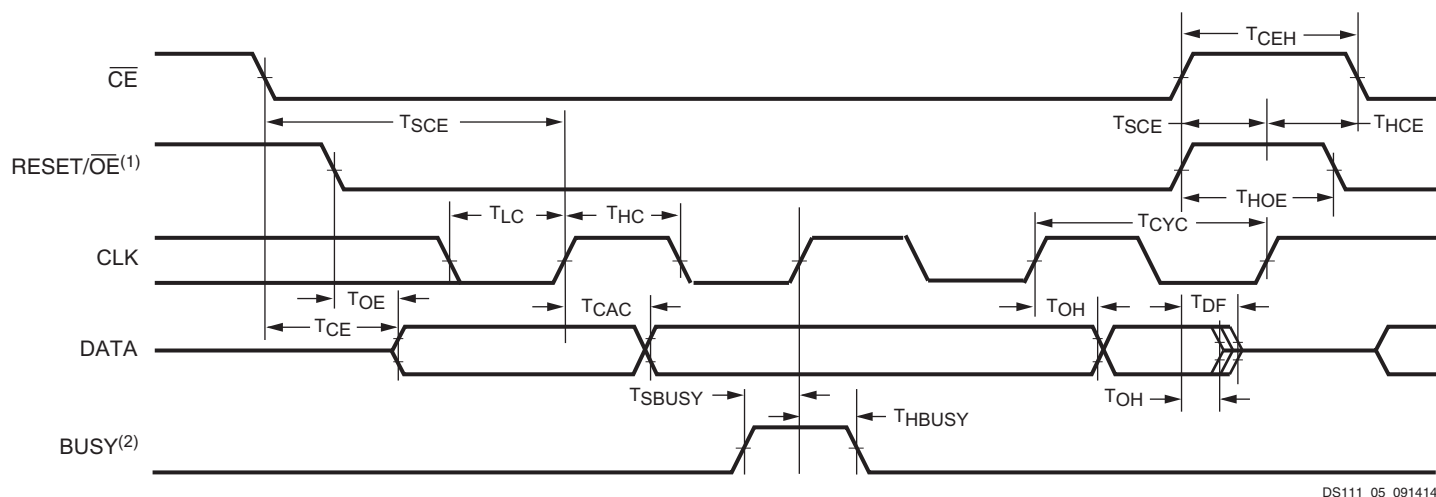 TCEH
CE
TSCE
TSCE
THCE
RESET/OE(1)
TLC
THC
THOE
TCYC
CLK
TOE
TCAC
TOH
TDF
TCE
DATA
TSBUSY
TOH
THBUSY
BUSY(2)
DS111_05_091414